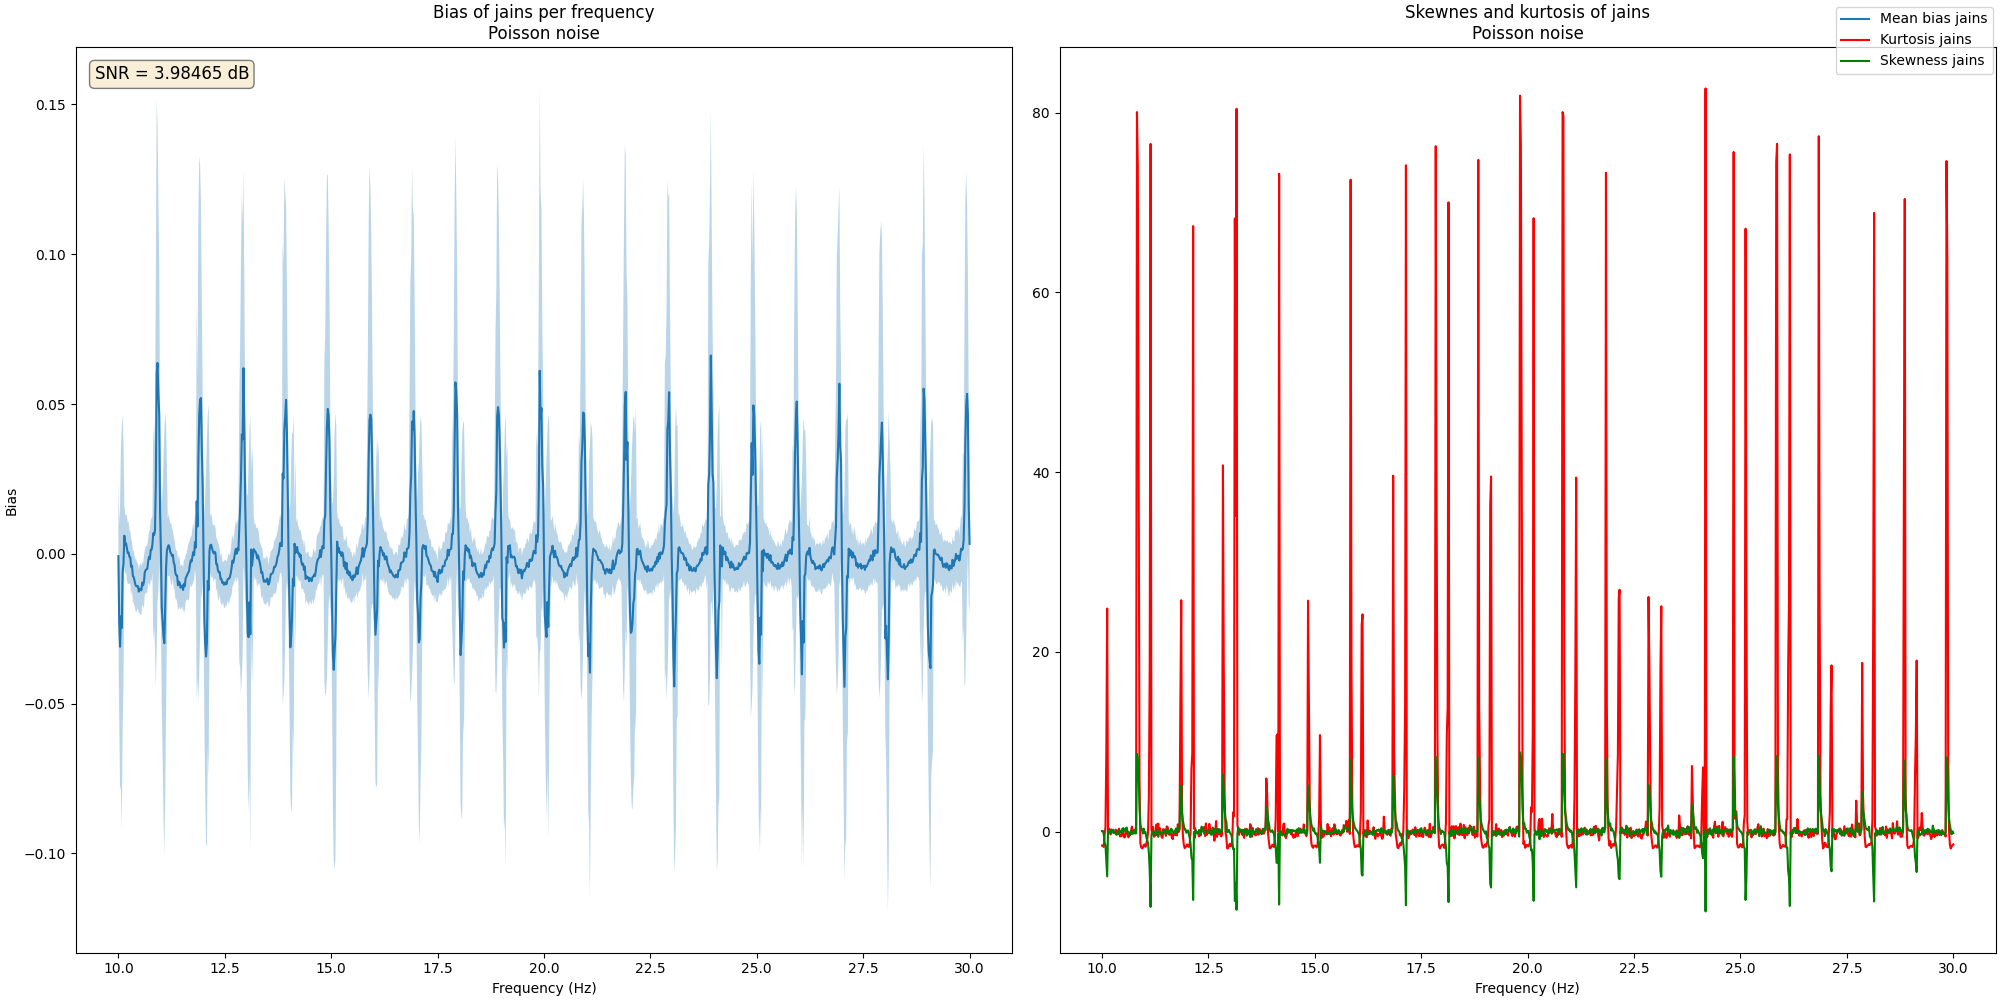 Bias of jains per frequency
Poisson noise
SNR = 3.98465 dB
0.15
0.10
0.05
0.00
−0.05
−0.10
Bias
10.0 12.5 15.0 17.5 20.0 22.5 25.0 27.5 30.0
Frequency (Hz)
Skewnes and kurtosis of jains
Poisson noise
Mean bias jains
Kurtosis jains
Skewness jains
80
60
40
20
0
10.0 12.5 15.0 17.5 20.0 22.5 25.0 27.5 30.0
Frequency (Hz)